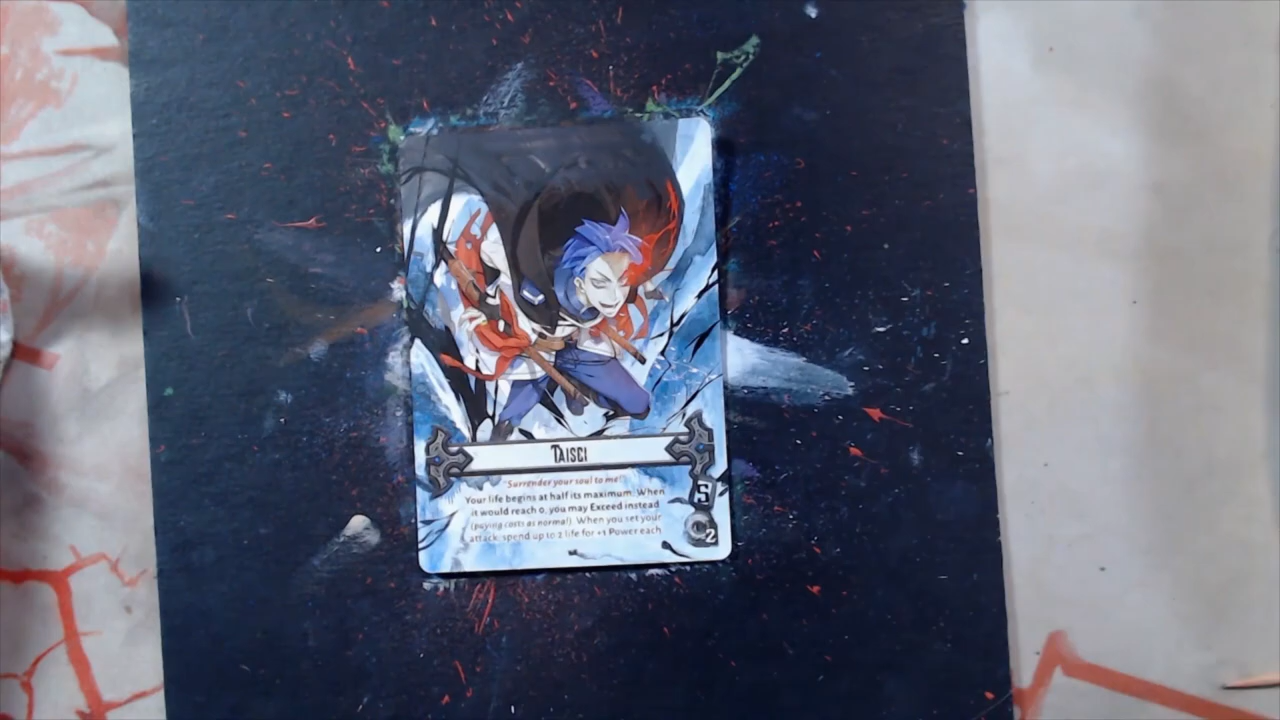 TAISEI
"Surrender your soul to me!"
Your life begins at half its maximum. When
it would reach 0, you may Exceed instead
(paying costs as normal). When you set your
attack, spend up to 2 life for +1 Power each
5
2